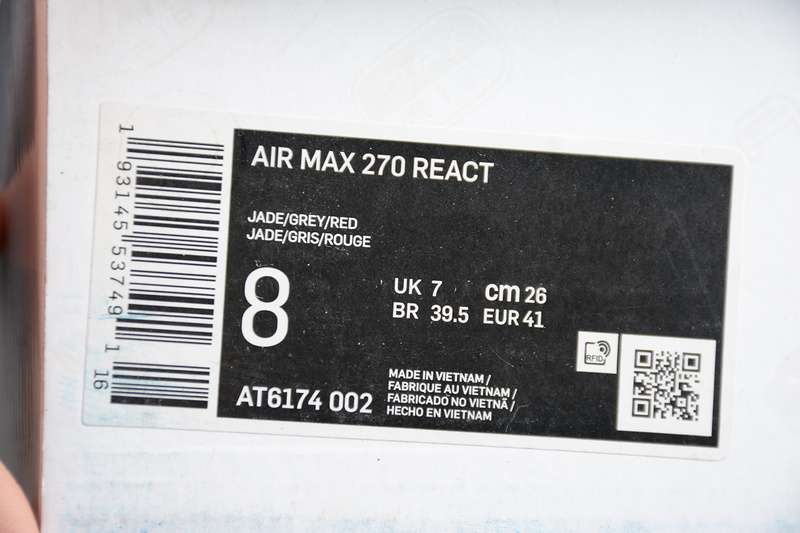 AIR MAX 270 REACT
JADE/GREY/RED
JADE/GRIS/ROUGE
8
UK 7 cm 26
BR 39.5 EUR 41
AT6174 002
MADE IN VIETNAM /
FABRIQUE AU VIETNAM /
FABRICADO NO VIETNÃ /
HECHO EN VIETNAM
RFID
1 93145 53749 1 16